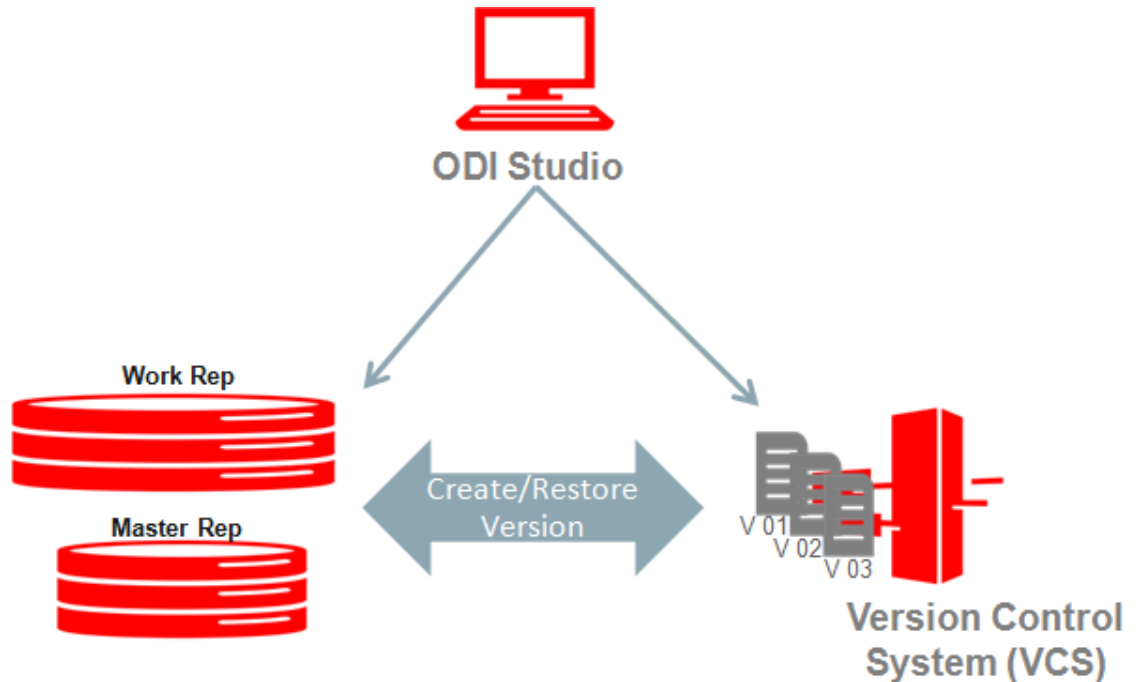 ODI Studio
Work Rep
Master Rep
Create/Restore
Version
V 01
V 02
V 03
Version Control
System (VCS)